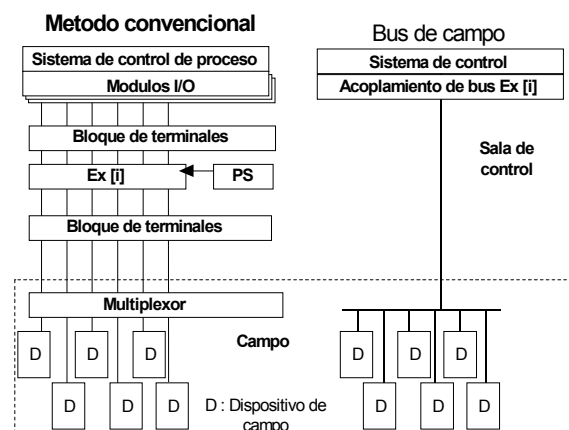 Metodo convencional
Sistema de control de proceso
Modulos I/O
Bloque de terminales
Ex [i]
PS
Bloque de terminales
Multiplexor
D
D
D
D
D
D
D : Dispositivo de
campo
Campo
Bus de campo
Sistema de control
Acoplamiento de bus Ex [i]
Sala de
control
D
D
D
D
D
D